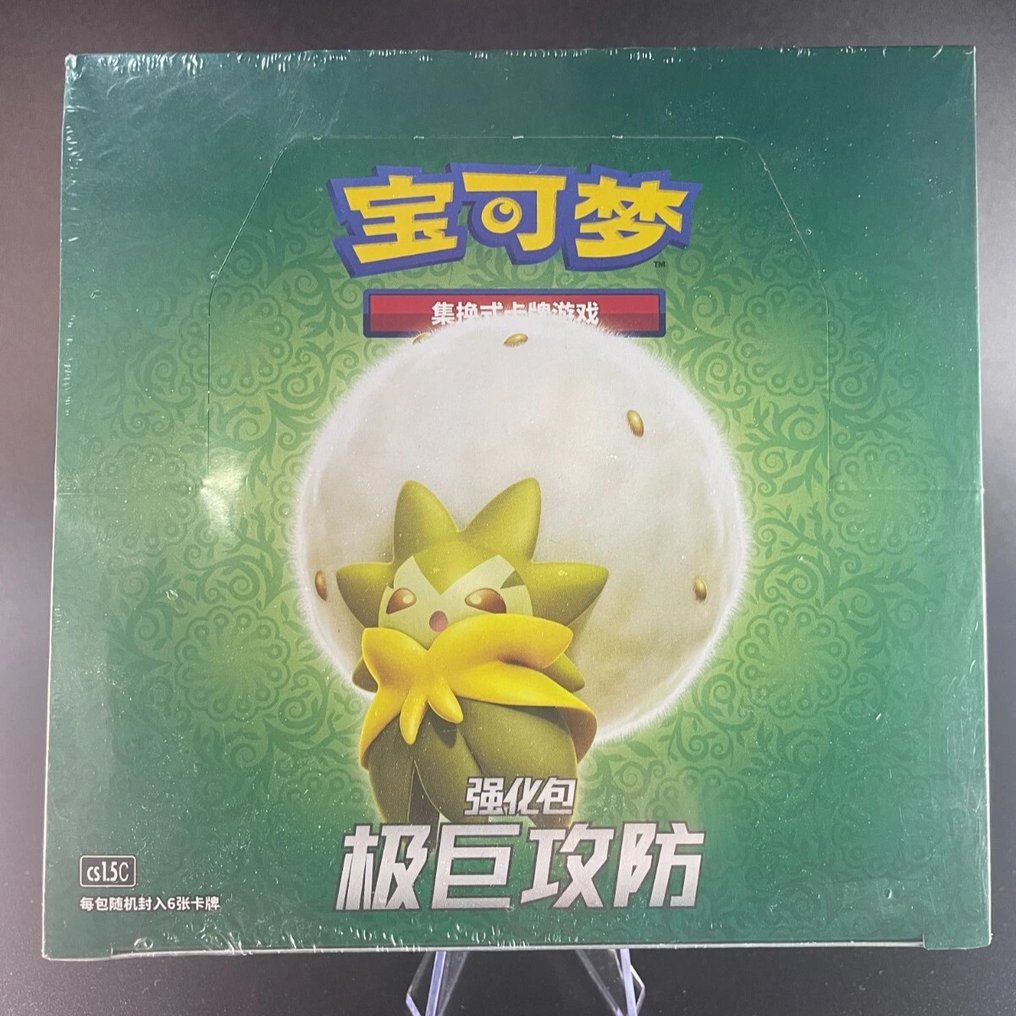 宝可梦
TM
集换式卡牌游戏
强化包
极巨攻防
cs1.5C
每包随机封入6张卡牌